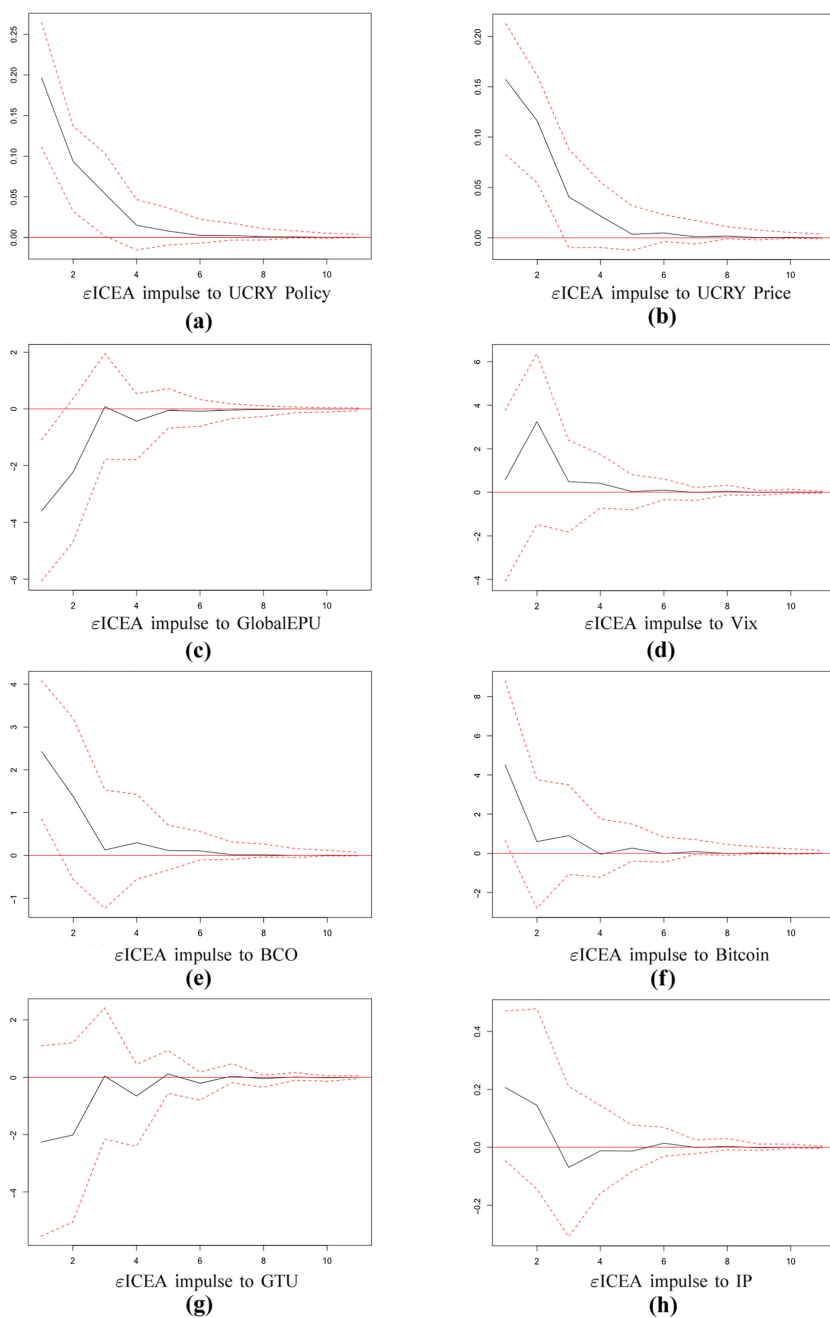 0.25
0.20
0.15
0.10
0.05
0.00
2 4 6 8 10
εICEA impulse to UCRY Policy
(a)
0.20
0.15
0.10
0.05
0.00
2 4 6 8 10
εICEA impulse to UCRY Price
(b)
2
0
−2
−4
−6
2 4 6 8 10
εICEA impulse to GlobalEPU
(c)
6
4
2
0
−2
−4
2 4 6 8 10
εICEA impulse to Vix
(d)
4
3
2
1
0
−1
2 4 6 8 10
εICEA impulse to BCO
(e)
8
6
4
2
0
−2
2 4 6 8 10
εICEA impulse to Bitcoin
(f)
2
0
−2
−4
2 4 6 8 10
εICEA impulse to GTU
(g)
0.4
0.2
0.0
−0.2
2 4 6 8 10
εICEA impulse to IP
(h)